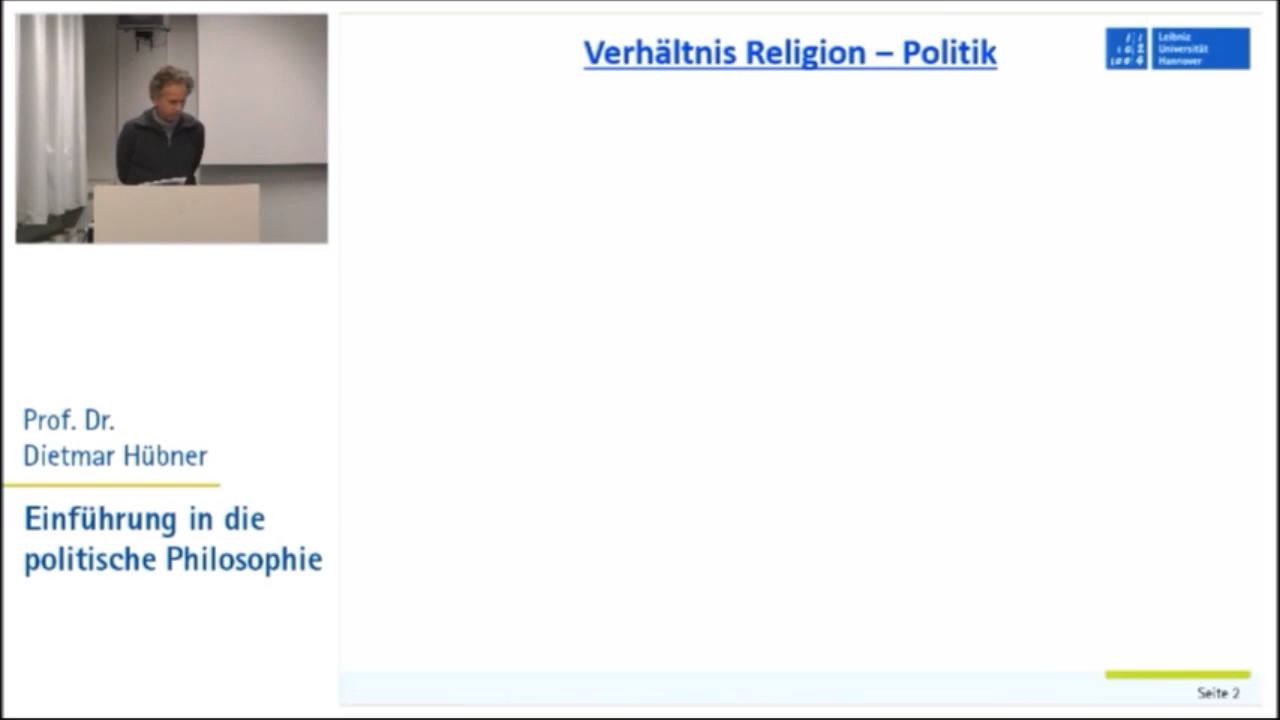 Verhältnis Religion – Politik
Leibniz
Universität
Hannover
Prof. Dr.
Dietmar Hübner
Einführung in die
politische Philosophie
Seite 2